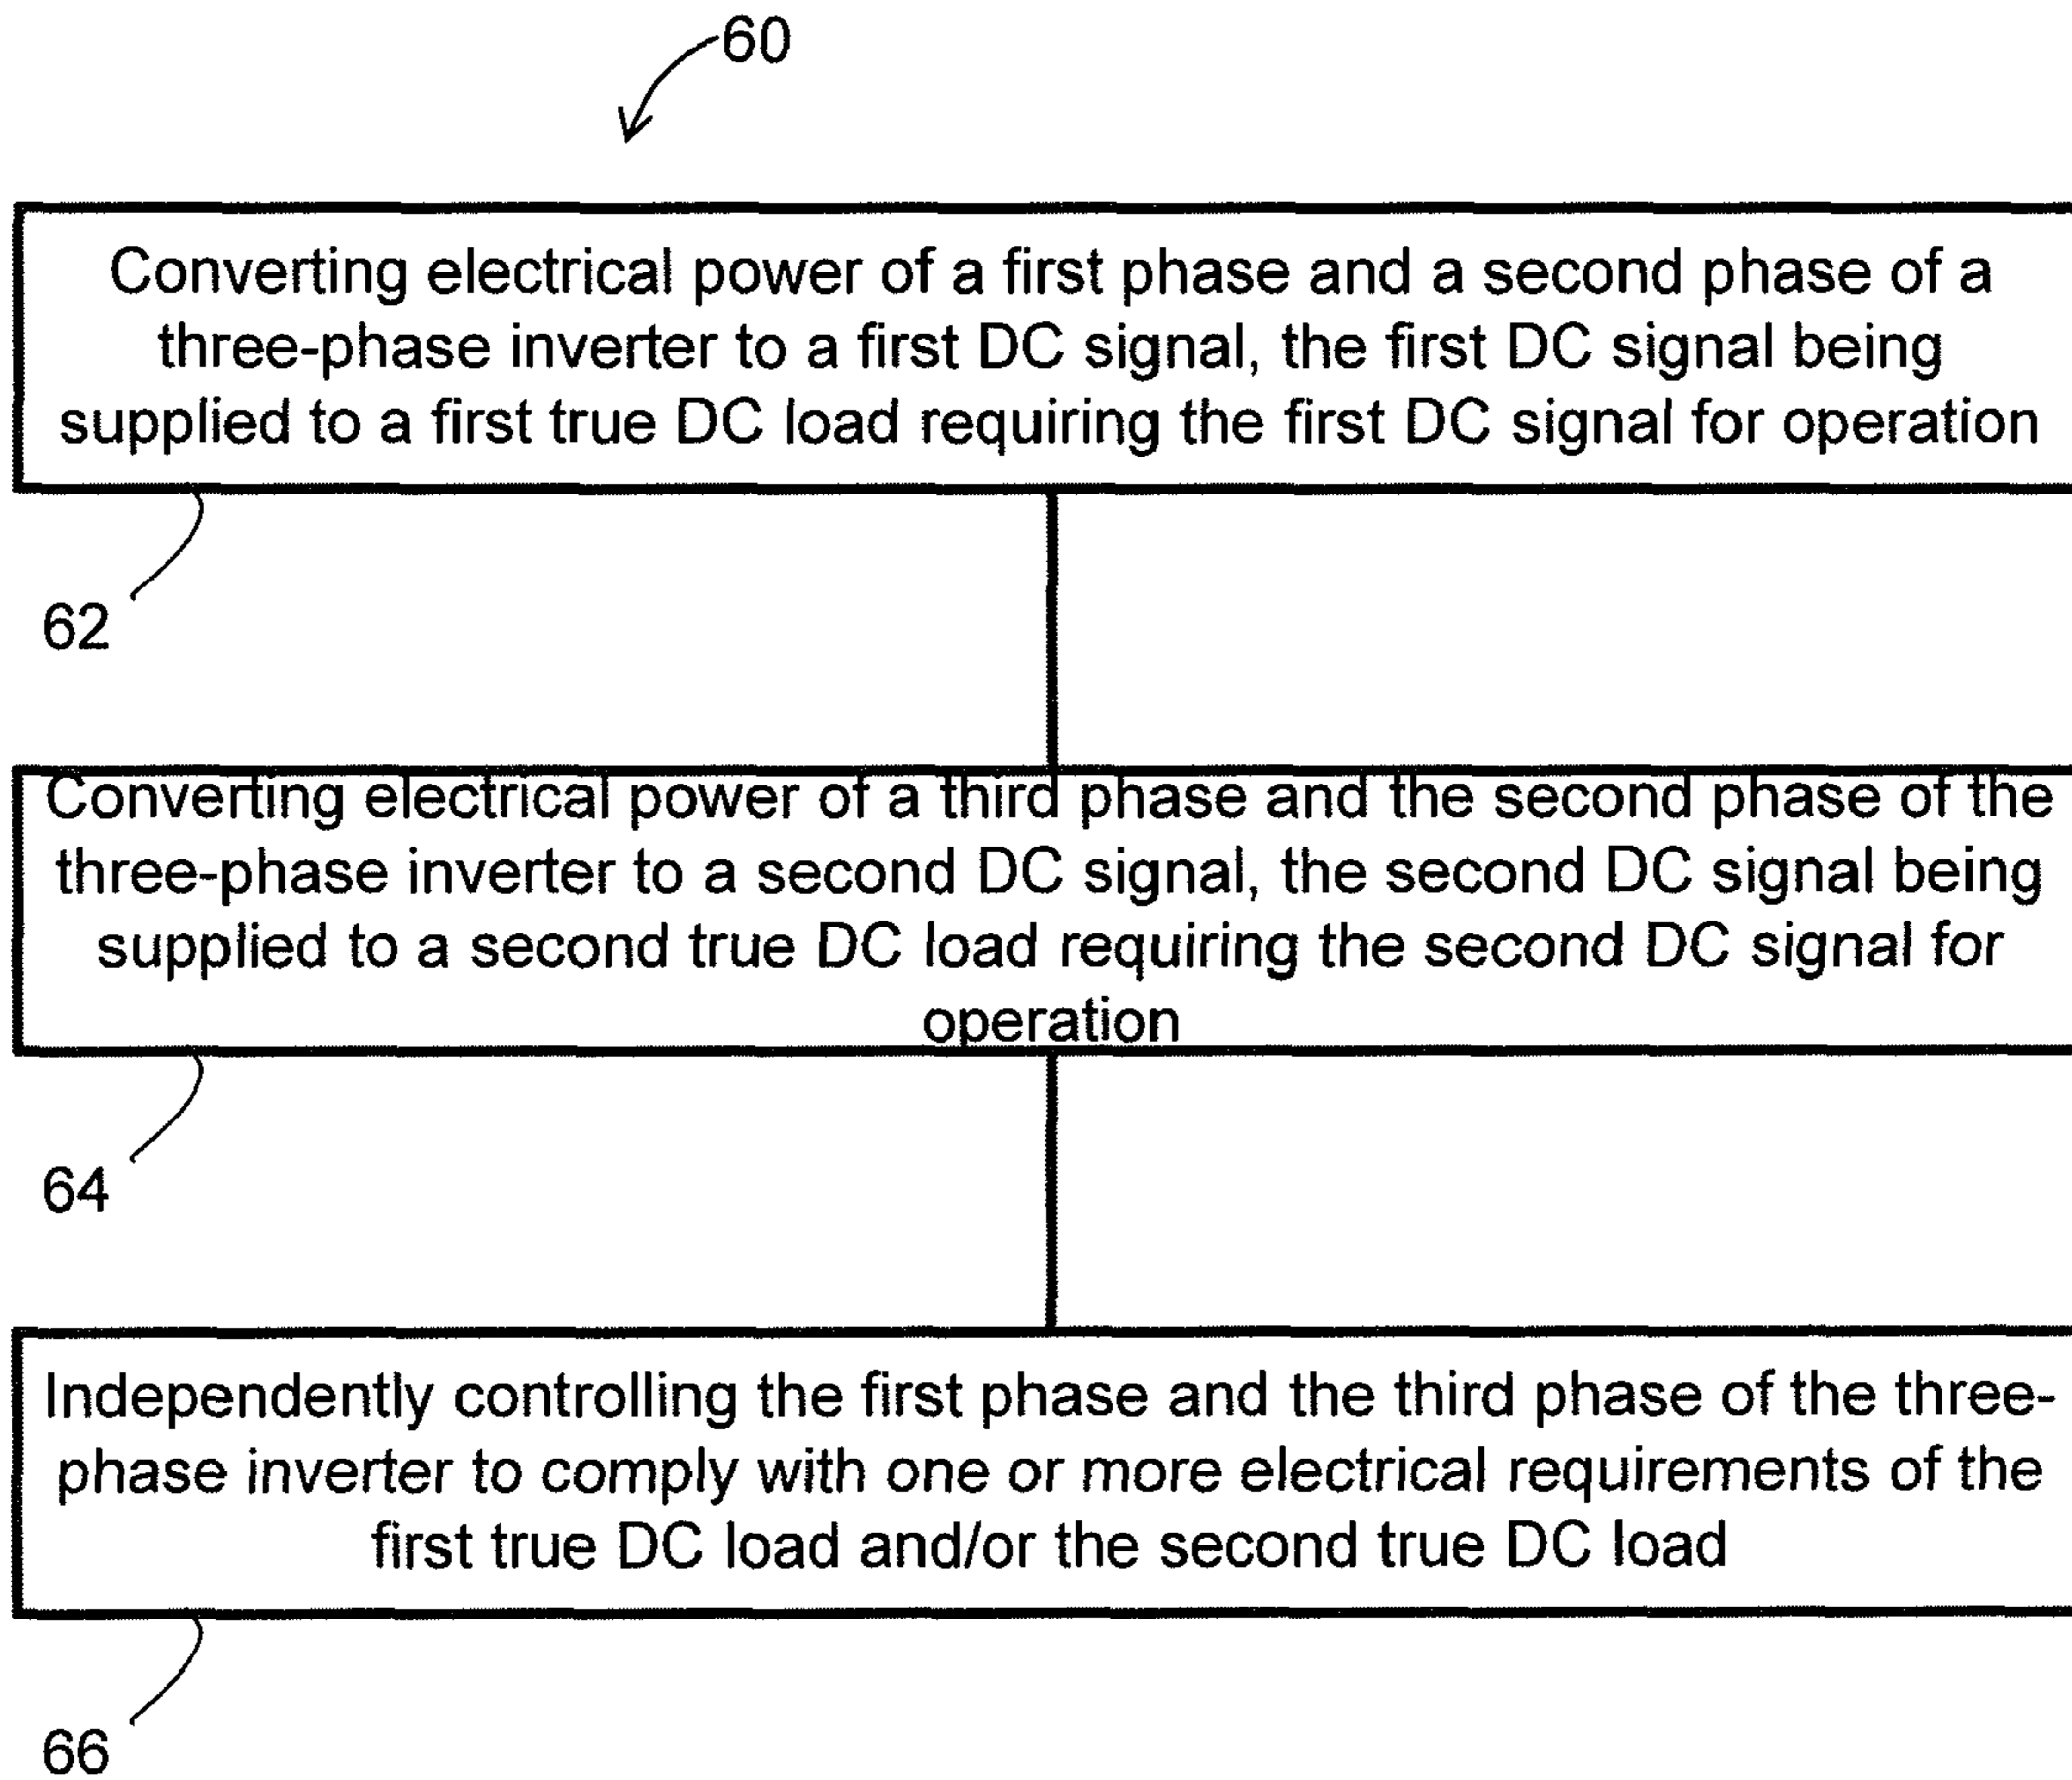 60
Converting electrical power of a first phase and a second phase of a
three-phase inverter to a first DC signal, the first DC signal being
supplied to a first true DC load requiring the first DC signal for operation
62
Converting electrical power of a third phase and the second phase of the
three-phase inverter to a second DC signal, the second DC signal being
supplied to a second true DC load requiring the second DC signal for
operation
64
Independently controlling the first phase and the third phase of the three-
phase inverter to comply with one or more electrical requirements of the
first true DC load and/or the second true DC load
66